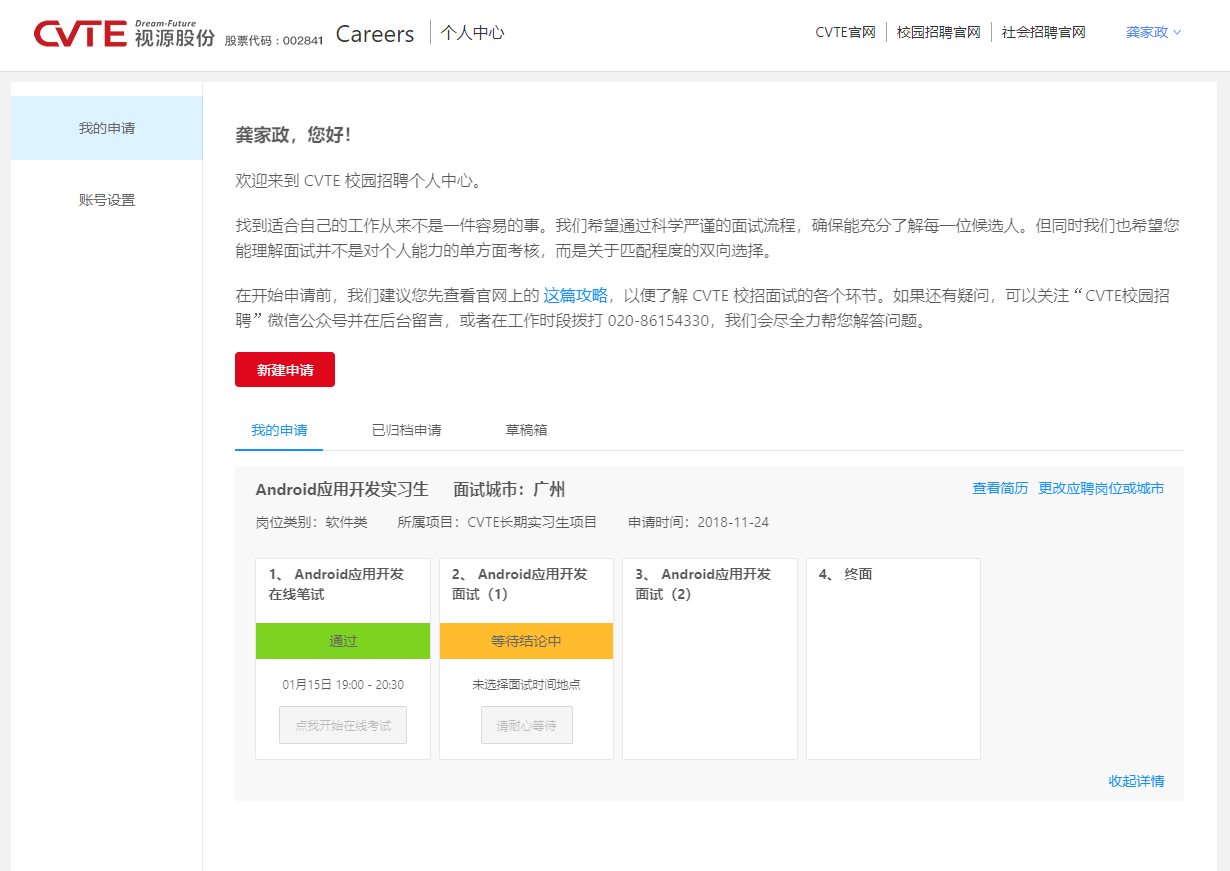 CVTE Dream-Future 视源股份 股票代码：002841 Careers 个人中心 CVTE官网 校园招聘官网 社会招聘官网 龚家政
我的申请
账号设置
龚家政，您好！
欢迎来到 CVTE 校园招聘个人中心。
找到适合自己的工作从来不是一件容易的事。我们希望通过科学严谨的面试流程，确保能充分了解每一位候选人。但同时我们也希望您
能理解面试并不是对个人能力的单方面考核，而是关于匹配程度的双向选择。
在开始申请前，我们建议您先查看官网上的 这篇攻略，以便了解 CVTE 校招面试的各个环节。如果还有疑问，可以关注“CVTE校园招
聘”微信公众号并在后台留言，或者在工作时段拨打 020-86154330，我们会尽全力帮您解答问题。
新建申请
我的申请 已归档申请 草稿箱
Android应用开发实习生 面试城市：广州 查看简历 更改应聘岗位或城市
岗位类别：软件类 所属项目：CVTE长期实习生项目 申请时间：2018-11-24
1、 Android应用开发
在线笔试
通过
01月15日 19:00 - 20:30
点我开始在线考试
2、 Android应用开发
面试（1）
等待结论中
未选择面试时间地点
请耐心等待
3、 Android应用开发
面试（2）
4、 终面
收起详情